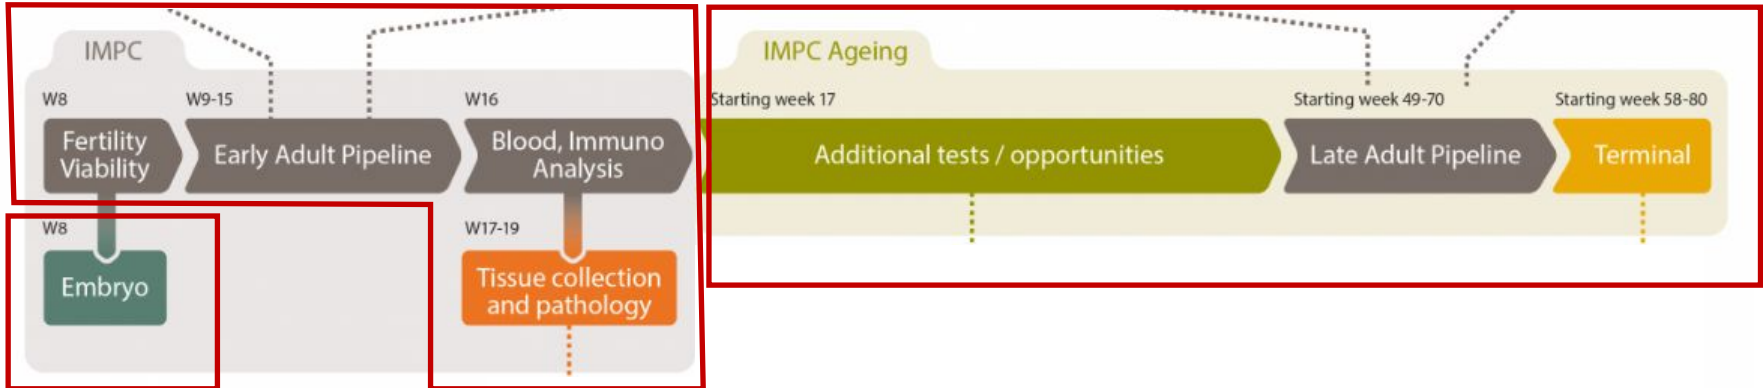 IMPC
IMPC Ageing
W8
W9-15
W16
Starting week 17
Starting week 49-70
Starting week 58-80
Fertility
Viability
Early Adult Pipeline
Blood, Immuno
Analysis
Additional tests / opportunities
Late Adult Pipeline
Terminal
W8
W17-19
Embryo
Tissue collection
and pathology